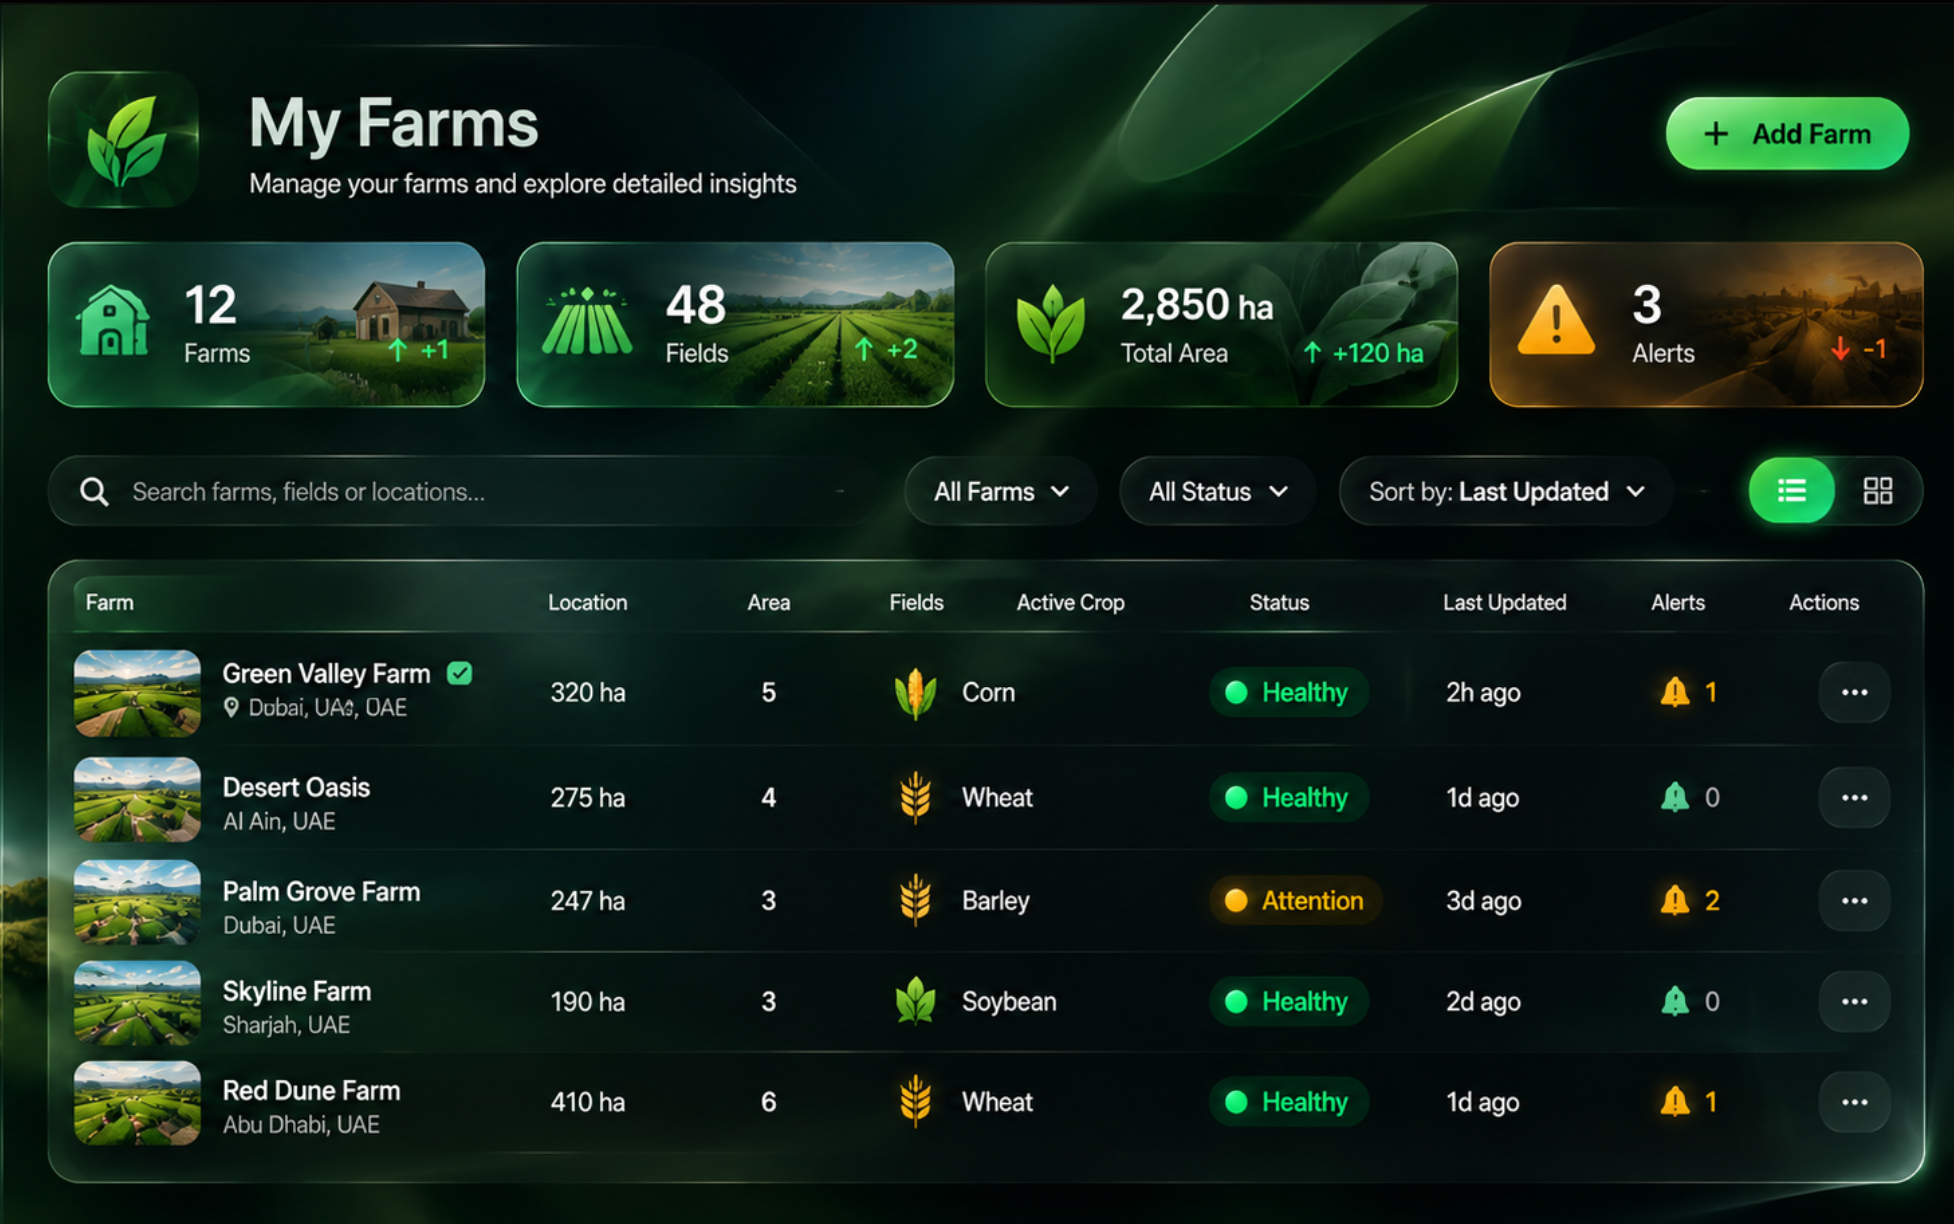 My Farms
Manage your farms and explore detailed insights
+ Add Farm
12
Farms
↑ +1
48
Fields
↑ +2
2,850 ha
Total Area
↑ +120 ha
3
Alerts
↓ -1
Search farms, fields or locations...
All Farms
All Status
Sort by: Last Updated
Farm Location Area Fields Active Crop Status Last Updated Alerts Actions
Green Valley Farm
Dubai,
320 ha 5 Corn Healthy 2h ago 1 ...
Desert Oasis
Al Ain, UAE
275 ha 4 Wheat Healthy 1d ago 0 ...
Palm Grove Farm
Dubai, UAE
247 ha 3 Barley Attention 3d ago 2 ...
Skyline Farm
Sharjah, UAE
190 ha 3 Soybean Healthy 2d ago 0 ...
Red Dune Farm
Abu Dhabi, UAE
410 ha 6 Wheat Healthy 1d ago 1 ...